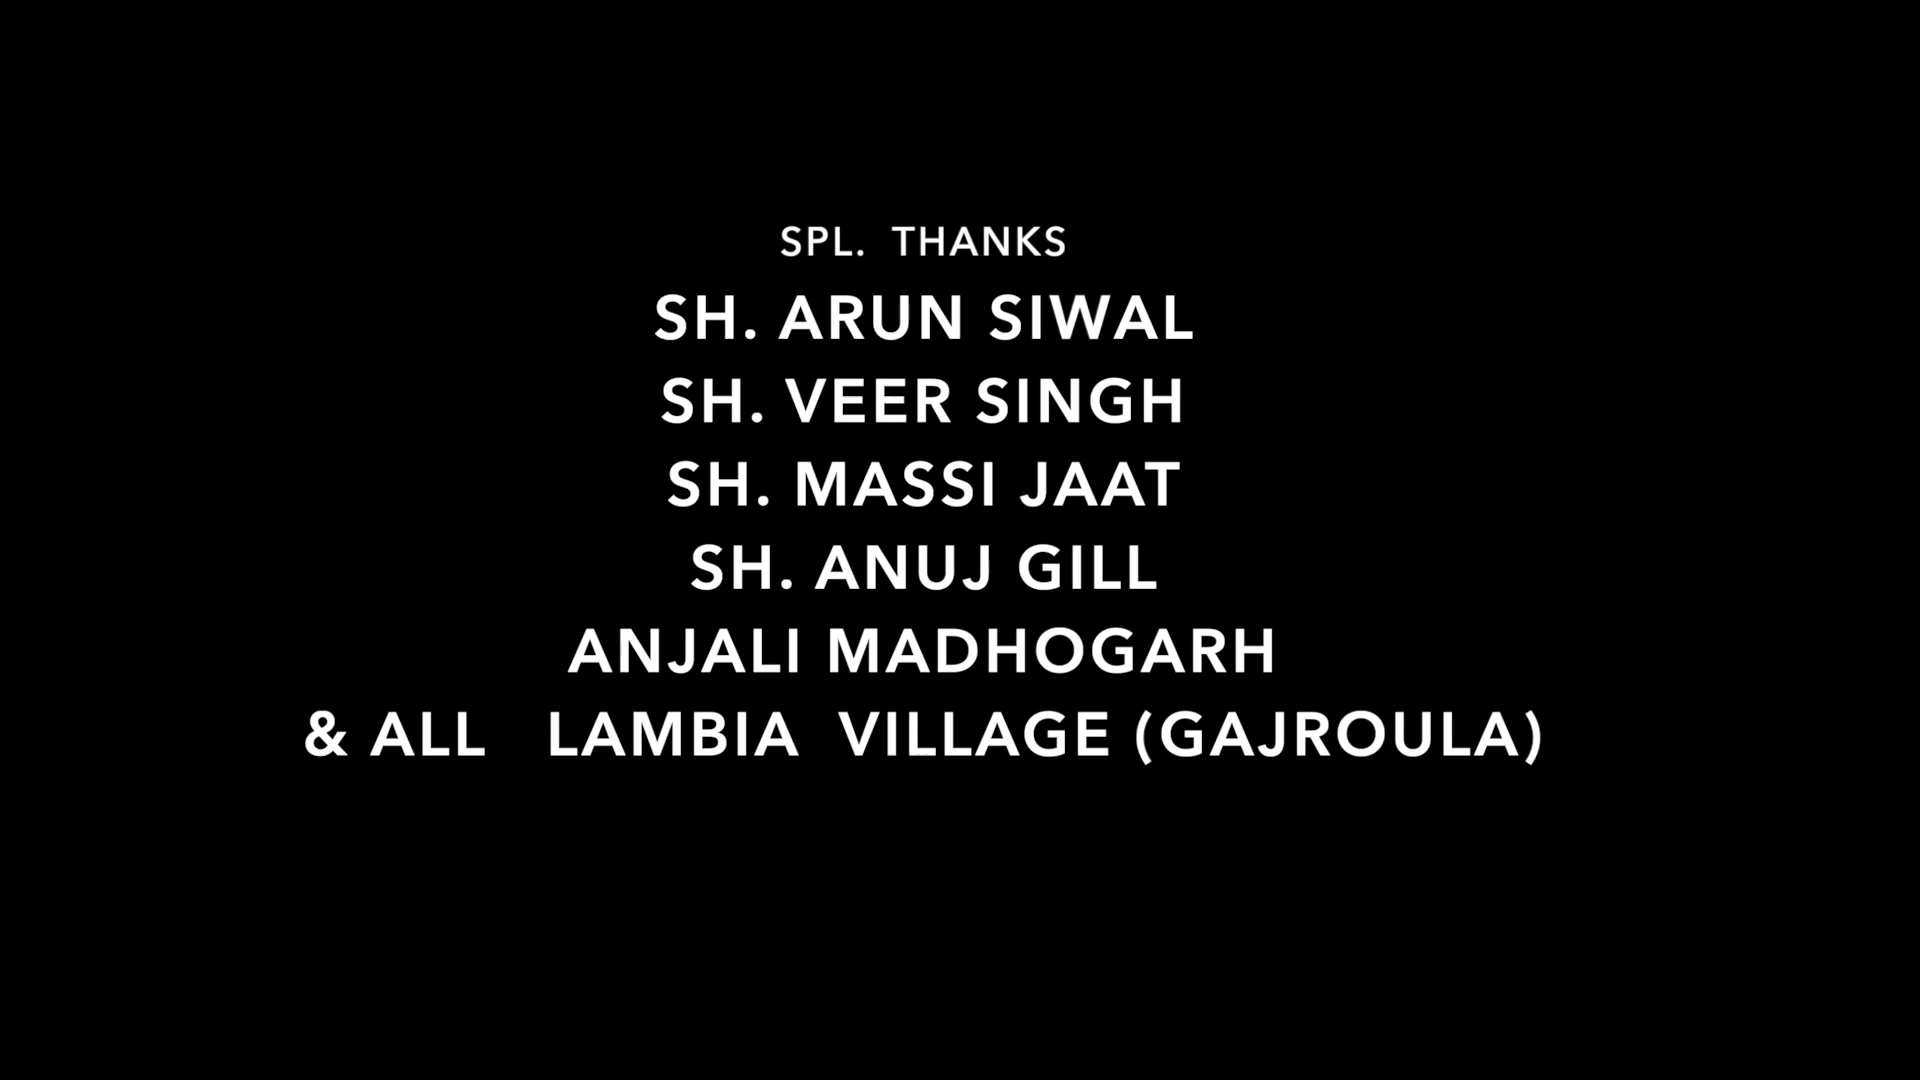 SPL. THANKS
SH. ARUN SIWAL
SH. VEER SINGH
SH. MASSI JAAT
SH. ANUJ GILL
ANJALI MADHOGARH
& ALL LAMBIA VILLAGE (GAJROULA)